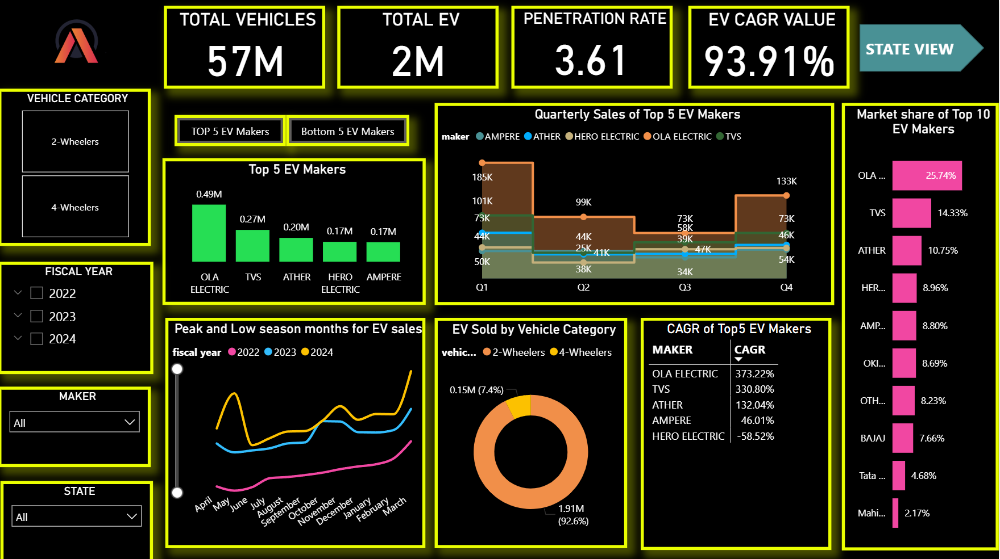 TOTAL VEHICLES
57M
TOTAL EV
2M
PENETRATION RATE
3.61
EV CAGR VALUE
93.91%
STATE VIEW
VEHICLE CATEGORY
2-Wheelers
4-Wheelers
FISCAL YEAR
2022
2023
2024
MAKER
All
STATE
All
TOP 5 EV Makers
Bottom 5 EV Makers
Top 5 EV Makers
0.49M
0.27M
0.20M
0.17M
0.17M
OLA
ELECTRIC
TVS
ATHER
HERO
ELECTRIC
AMPERE
Quarterly Sales of Top 5 EV Makers
maker AMPERE ATHER HERO ELECTRIC OLA ELECTRIC TVS
185K
101K
73K
44K
50K
99K
44K
25K
41K
38K
73K
58K
39K
47K
34K
133K
73K
46K
54K
Q1 Q2 Q3 Q4
Peak and Low season months for EV sales
fiscal year 2022 2023 2024
April
May
June
July
August
September
October
November
December
January
February
March
EV Sold by Vehicle Category
vehic... 2-Wheelers 4-Wheelers
0.15M (7.4%)
1.91M
(92.6%)
CAGR of Top5 EV Makers
MAKER CAGR
OLA ELECTRIC 373.22%
TVS 330.80%
ATHER 132.04%
AMPERE 46.01%
HERO ELECTRIC -58.52%
Market share of Top 10
EV Makers
OLA ... 25.74%
TVS 14.33%
ATHER 10.75%
HER... 8.96%
AMP... 8.80%
OKI... 8.69%
OTH... 8.23%
BAJAJ 7.66%
Tata ... 4.68%
Mahi... 2.17%